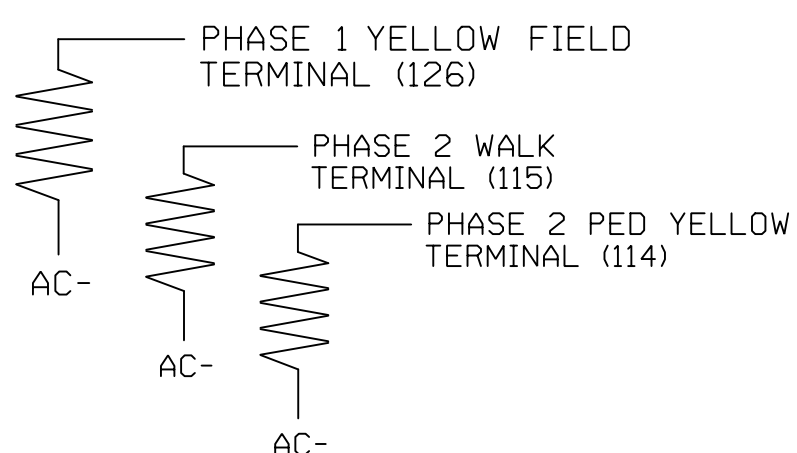 PHASE 1 YELLOW FIELD
TERMINAL (126)
AC-
PHASE 2 WALK
TERMINAL (115)
AC-
PHASE 2 PED YELLOW
TERMINAL (114)
AC-